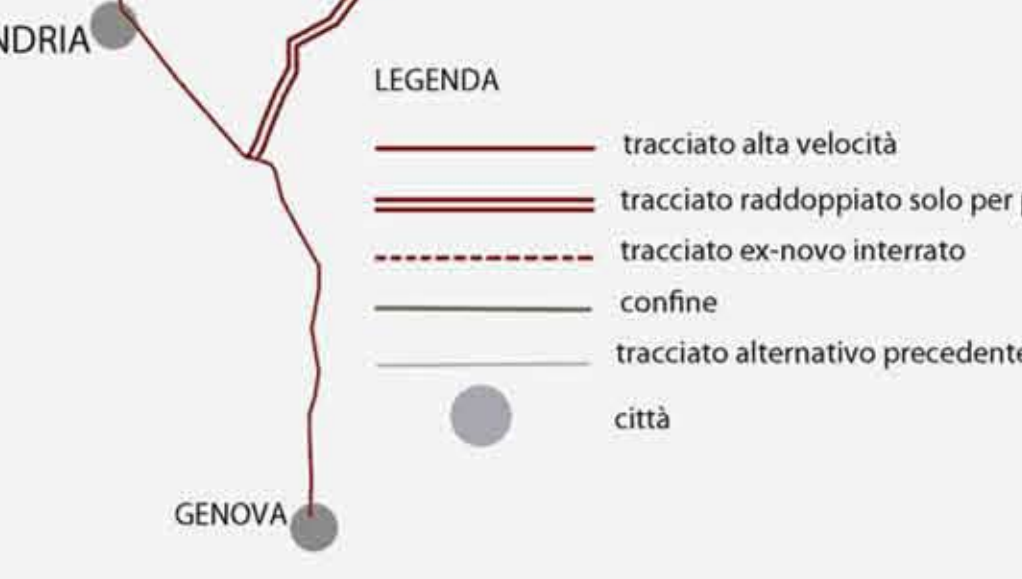 NDRIA
LEGENDA
tracciato alta velocità
tracciato raddoppiato solo per
tracciato ex-novo interrato
confine
tracciato alternativo precedente
città
GENOVA